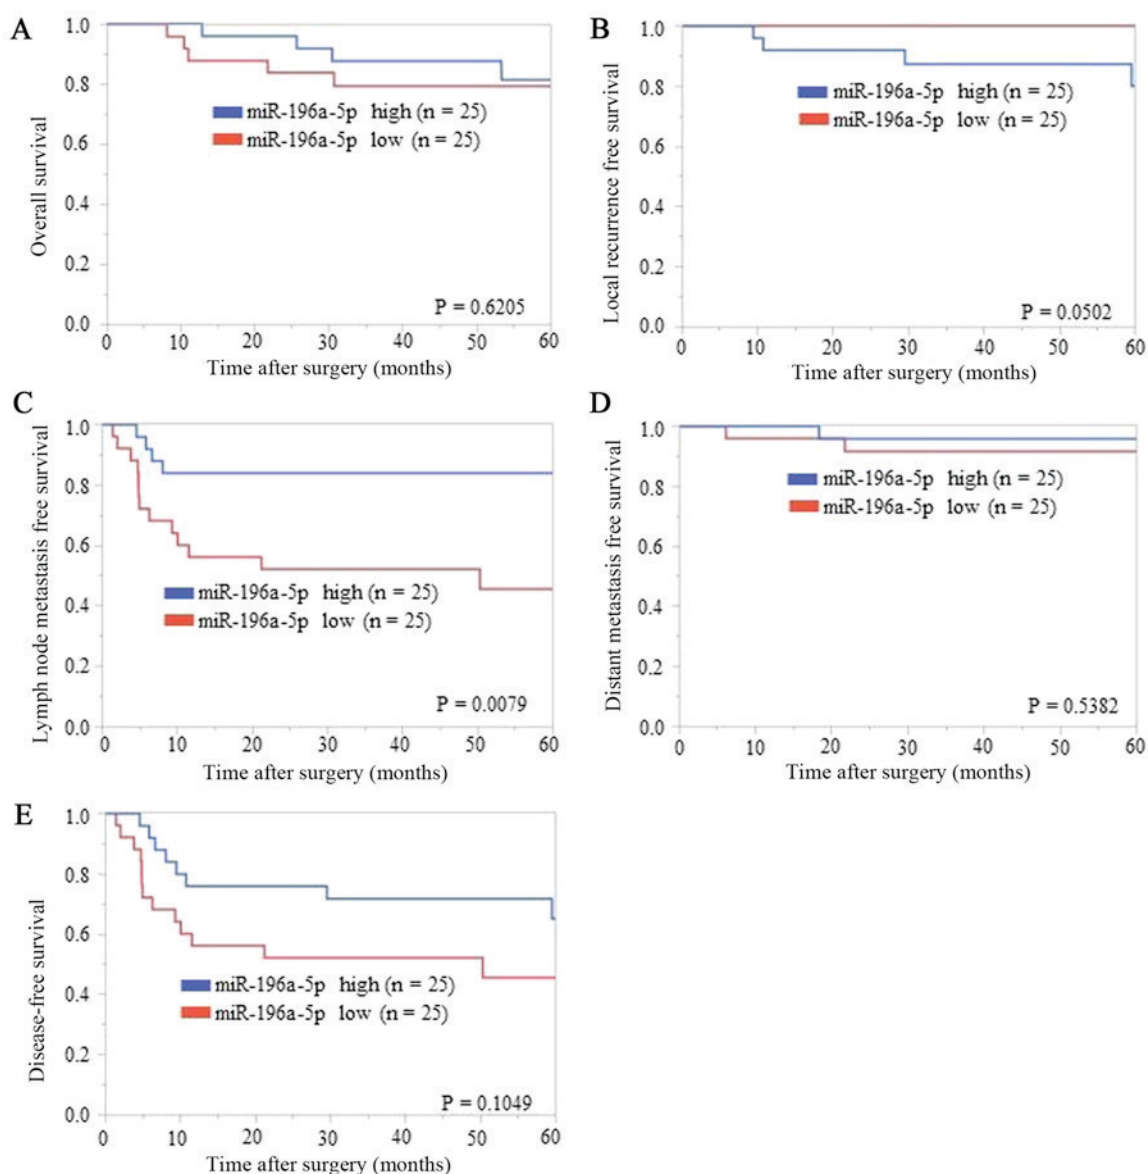 A
1.0
0.8
0.6
0.4
0.2
0.0
Overall survival
miR-196a-5p high (n = 25)
miR-196a-5p low (n = 25)
P = 0.6205
0 10 20 30 40 50 60
Time after surgery (months)
B
1.0
0.8
0.6
0.4
0.2
0.0
Local recurrence free survival
miR-196a-5p high (n = 25)
miR-196a-5p low (n = 25)
P = 0.0502
0 10 20 30 40 50 60
Time after surgery (months)
C
1.0
0.8
0.6
0.4
0.2
0.0
Lymph node metastasis free survival
miR-196a-5p high (n = 25)
miR-196a-5p low (n = 25)
P = 0.0079
0 10 20 30 40 50 60
Time after surgery (months)
D
1.0
0.8
0.6
0.4
0.2
0.0
Distant metastasis free survival
miR-196a-5p high (n = 25)
miR-196a-5p low (n = 25)
P = 0.5382
0 10 20 30 40 50 60
Time after surgery (months)
E
1.0
0.8
0.6
0.4
0.2
0.0
Disease-free survival
miR-196a-5p high (n = 25)
miR-196a-5p low (n = 25)
P = 0.1049
0 10 20 30 40 50 60
Time after surgery (months)